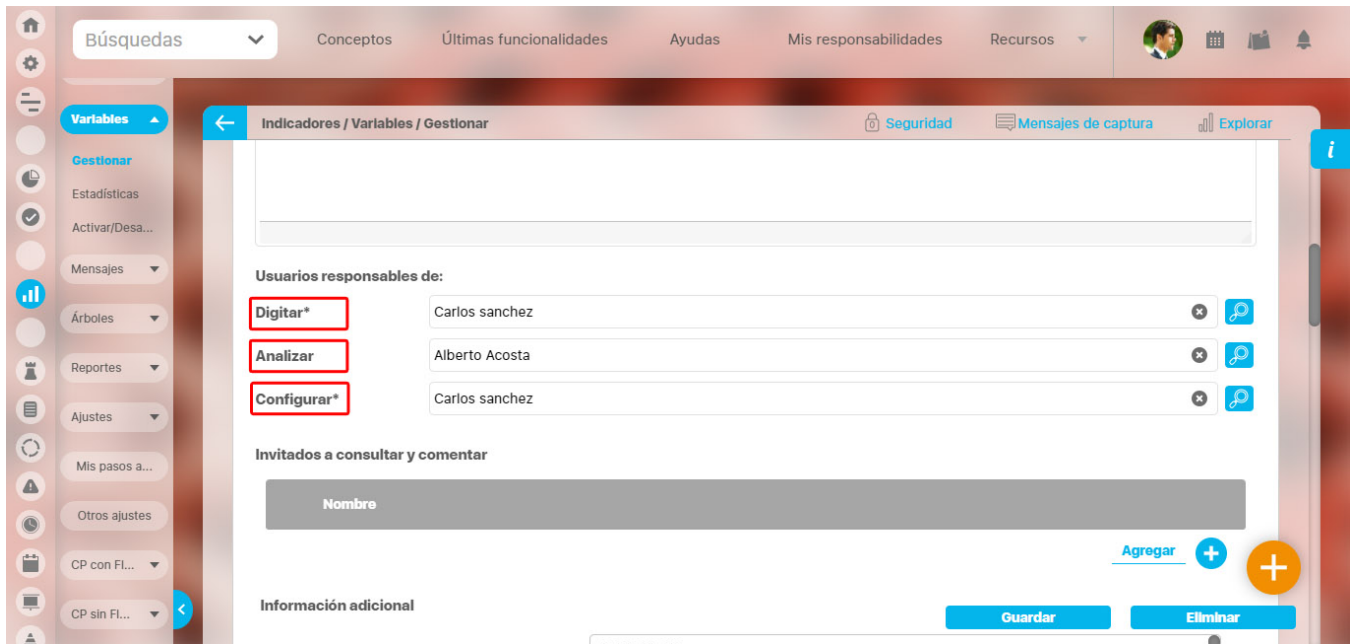 Búsquedas
Conceptos
Últimas funcionalidades
Ayudas
Mis responsabilidades
Recursos
Variables
Gestionar
Estadísticas
Activar/Desa...
Mensajes
Árboles
Reportes
Ajustes
Mis pasos a...
Otros ajustes
CP con Fl...
CP sin Fl...
Indicadores / Variables / Gestionar
Seguridad
Mensajes de captura
Explorar
i
Usuarios responsables de:
Digitar* Carlos sanchez
Analizar Alberto Acosta
Configurar* Carlos sanchez
Invitados a consultar y comentar
Nombre
Agregar
Información adicional
Guardar
Eliminar